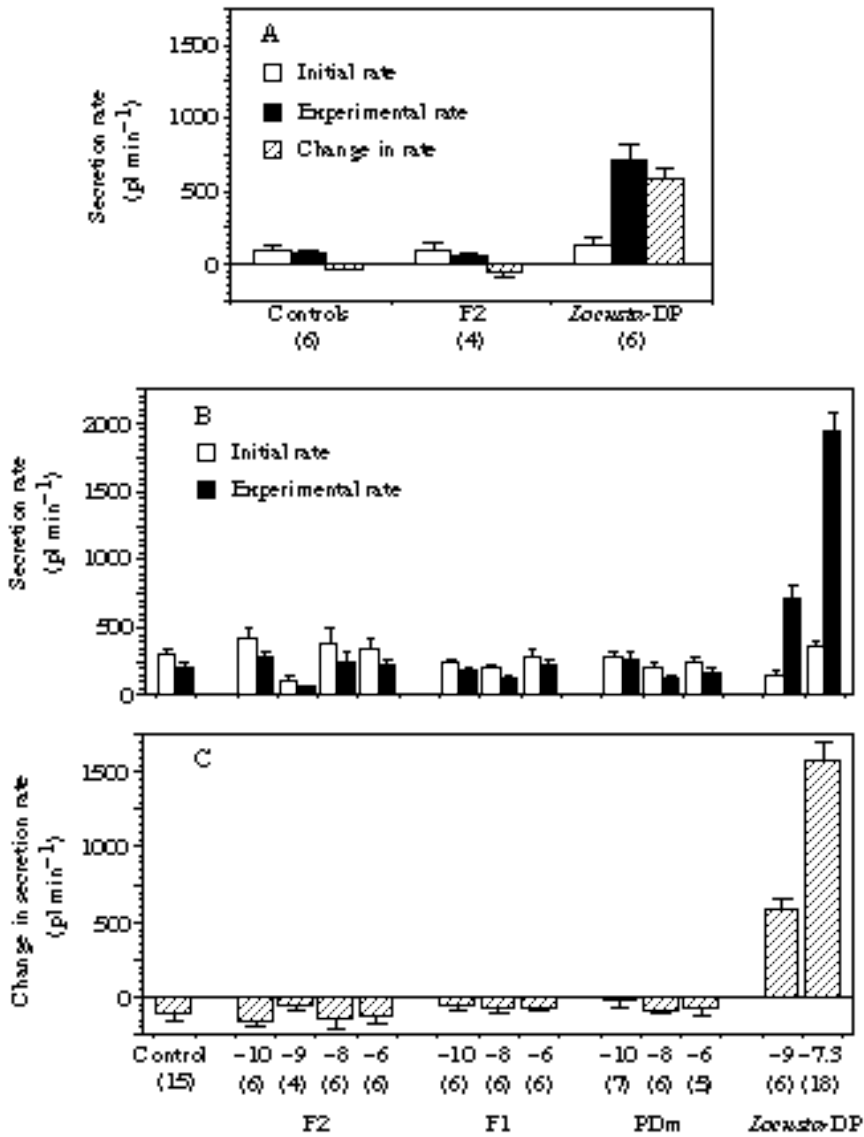 A
Initial rate
Experimental rate
Change in rate
Secretion rate
(pl min−1)
1500
1000
500
0
Controls F2 Locusta-DP
(6) (4) (6)
B
Initial rate
Experimental rate
Secretion rate
(pl min−1)
2000
1500
1000
500
0
C
Change in secretion rate
(pl min−1)
1500
1000
500
0
Control −10 −9 −8 −6 −10 −8 −6 −10 −8 −6 −9 −7.3
(15) (6) (4) (6) (6) (6) (6) (6) (7) (6) (5) (6) (18)
F2 F1 PDm Locusta-DP